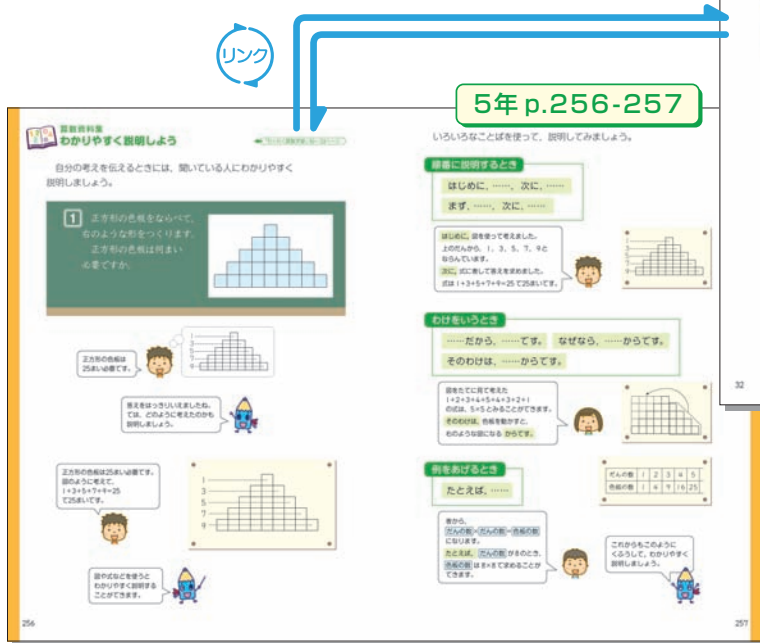 リンク
5年 p.256-257
算数資料集
わかりやすく説明しよう
自分の考えを伝えるときには、聞いている人にわかりやすく
説明しましょう。
1 正方形の色板をならべて、
右のような形をつくります。
正方形の色板は何まい
必要ですか。
正方形の色板は
25まい必要です。
1
3
5
7
9
答えをはっきりいえましたね。
では、どのように考えたのかも
説明しましょう。
正方形の色板は25まい必要です。
図のように考えて、
1+3+5+7+9=25
で25まいです。
1
3
5
7
9
図や式などを使うと
わかりやすく説明する
ことができます。
256
いろいろなことばを使って、説明してみましょう。
順番に説明するとき
はじめに、……、次に、……
まず、……、次に、……
はじめに、図を使って考えました。
上のだんから、1、3、5、7、9と
ならんでいます。
次に、式に表して答えを求めました。
式は1+3+5+7+9=25で25まいです。
1
3
5
7
9
わけをいうとき
……だから、……です。 なぜなら、……からです。
そのわけは、……からです。
図をたてに見て考えた
1+2+3+4+5+4+3+2+1
の式は、5×5とみることができます。
そのわけは、色板を動かすと、
右のような図になる からです。
例をあげるとき
たとえば、……
だんの数 1 2 3 4 5
色板の数 1 4 9 16 25
表から、
だんの数×だんの数=色板の数
になります。
たとえば、だんの数 が8のとき、
色板の数 は8×8で求めることが
できます。
これからもこのように
くふうして、わかりやすく
説明しましょう。
257
32